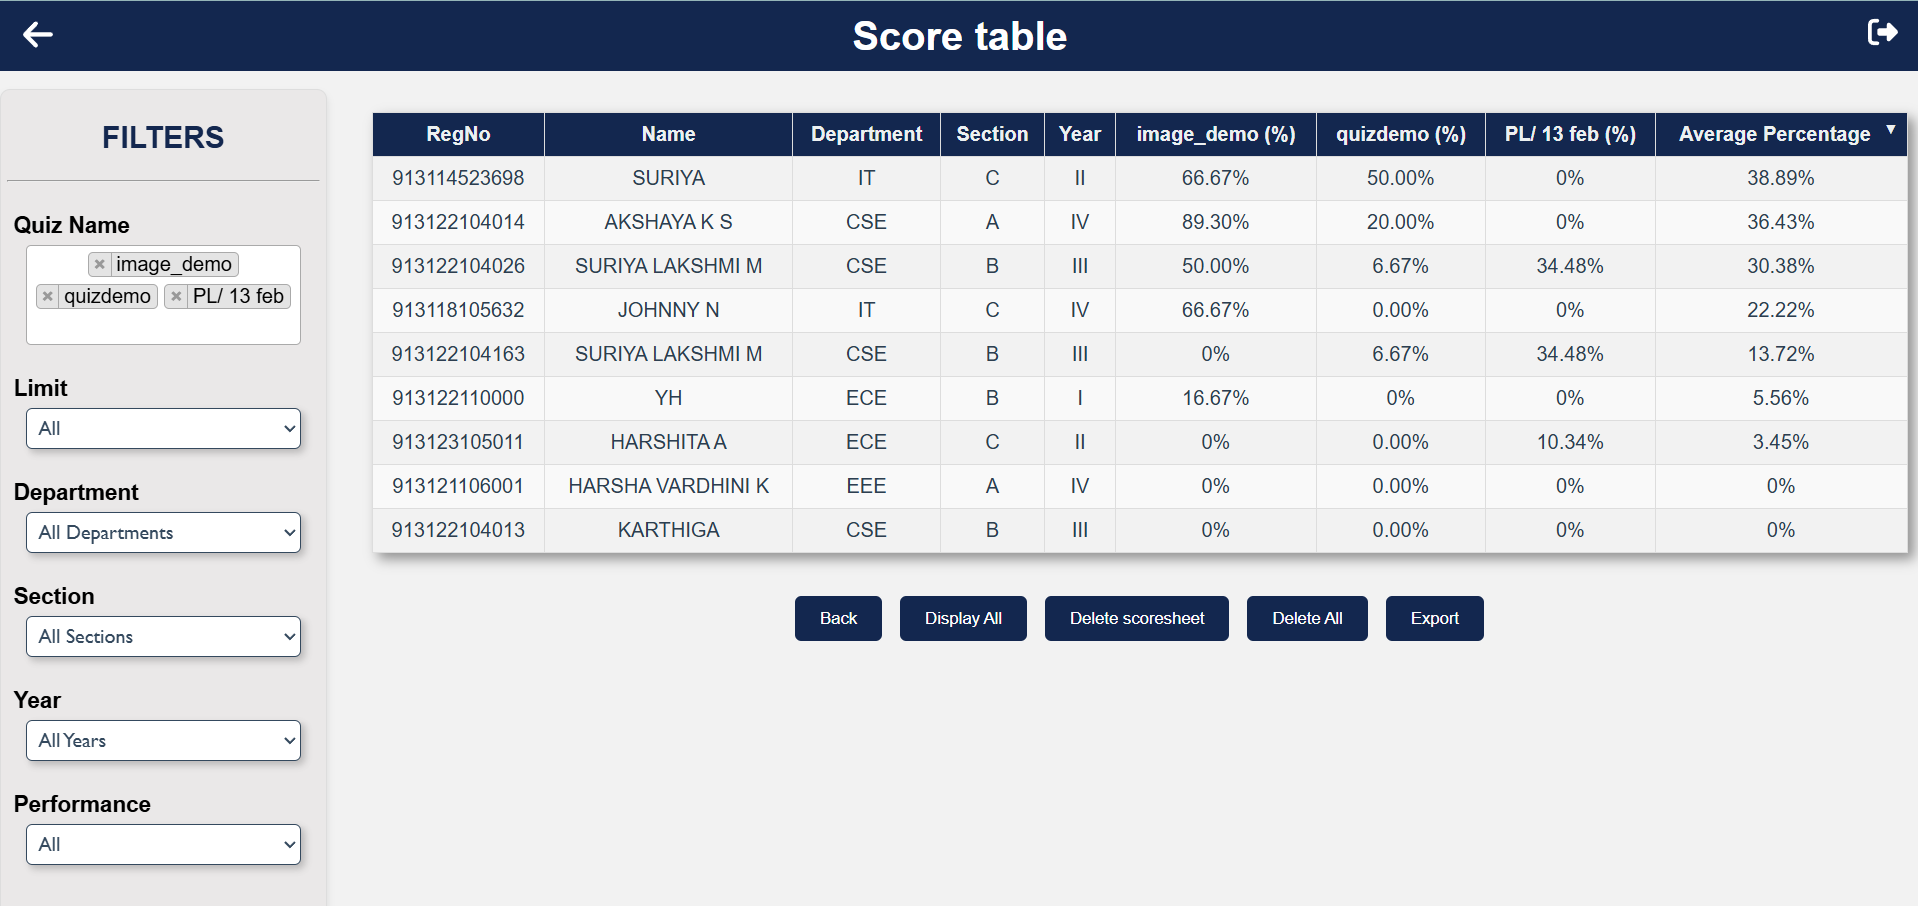 Score table
FILTERS
Quiz Name
× image_demo
× quizdemo × PL/ 13 feb
Limit
All
Department
All Departments
Section
All Sections
Year
All Years
Performance
All
RegNo Name Department Section Year image_demo (%) quizdemo (%) PL/ 13 feb (%) Average Percentage ▼
913114523698 SURIYA IT C II 66.67% 50.00% 0% 38.89%
913122104014 AKSHAYA K S CSE A IV 89.30% 20.00% 0% 36.43%
913122104026 SURIYA LAKSHMI M CSE B III 50.00% 6.67% 34.48% 30.38%
913118105632 JOHNNY N IT C IV 66.67% 0.00% 0% 22.22%
913122104163 SURIYA LAKSHMI M CSE B III 0% 6.67% 34.48% 13.72%
913122110000 YH ECE B I 16.67% 0% 0% 5.56%
913123105011 HARSHITA A ECE C II 0% 0.00% 10.34% 3.45%
913121106001 HARSHA VARDHINI K EEE A IV 0% 0.00% 0% 0%
913122104013 KARTHIGA CSE B III 0% 0.00% 0% 0%
Back Display All Delete scoresheet Delete All Export